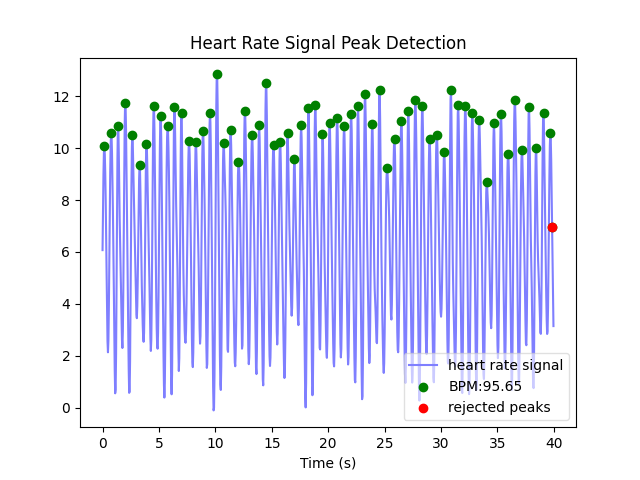 Heart Rate Signal Peak Detection
12
10
8
6
4
2
0
heart rate signal
BPM:95.65
rejected peaks
0 5 10 15 20 25 30 35 40
Time (s)